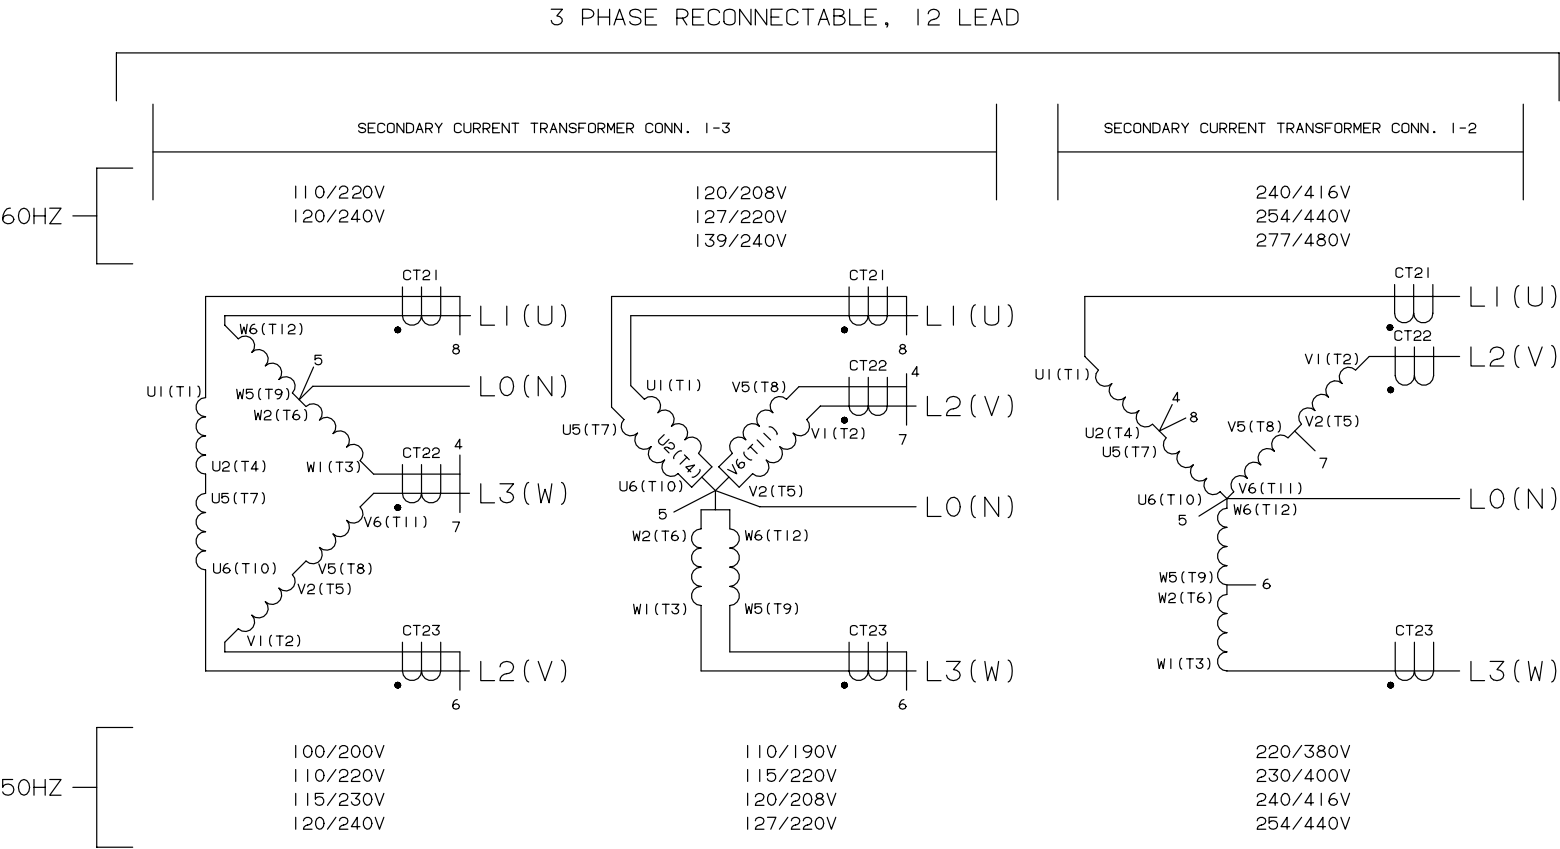 3 PHASE RECONNECTABLE, 12 LEAD
SECONDARY CURRENT TRANSFORMER CONN. 1-3
SECONDARY CURRENT TRANSFORMER CONN. 1-2
60HZ
110/220V
120/240V
120/208V
127/220V
139/240V
240/416V
254/440V
277/480V
CT21
L1(U)
W6(T12)
8
5
U1(T1)
W5(T9)
L0(N)
W2(T6)
4
CT22
U2(T4)
W1(T3)
L3(W)
U5(T7)
V6(T11)
7
U6(T10)
V5(T8)
V2(T5)
CT23
V1(T2)
L2(V)
6
CT21
L1(U)
8
CT22
4
U1(T1)
V5(T8)
L2(V)
U5(T7)
V1(T2)
7
U2(T4)
V6(T11)
U6(T10)
V2(T5)
L0(N)
5
W2(T6)
W6(T12)
W1(T3)
W5(T9)
CT23
L3(W)
6
CT21
L1(U)
CT22
V1(T2)
L2(V)
U1(T1)
4
8
V5(T8)
V2(T5)
U2(T4)
U5(T7)
7
V6(T11)
U6(T10)
L0(N)
W6(T12)
5
W5(T9)
6
W2(T6)
CT23
W1(T3)
L3(W)
50HZ
100/200V
110/220V
115/230V
120/240V
110/190V
115/220V
120/208V
127/220V
220/380V
230/400V
240/416V
254/440V